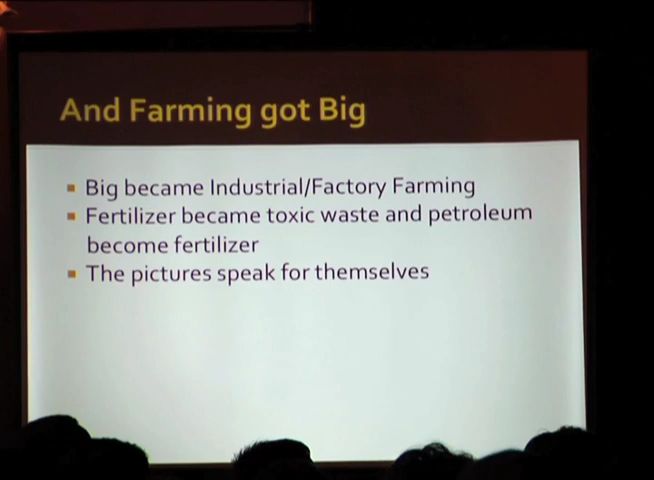 And Farming got Big
Big became Industrial/Factory Farming
Fertilizer became toxic waste and petroleum
become fertilizer
The pictures speak for themselves